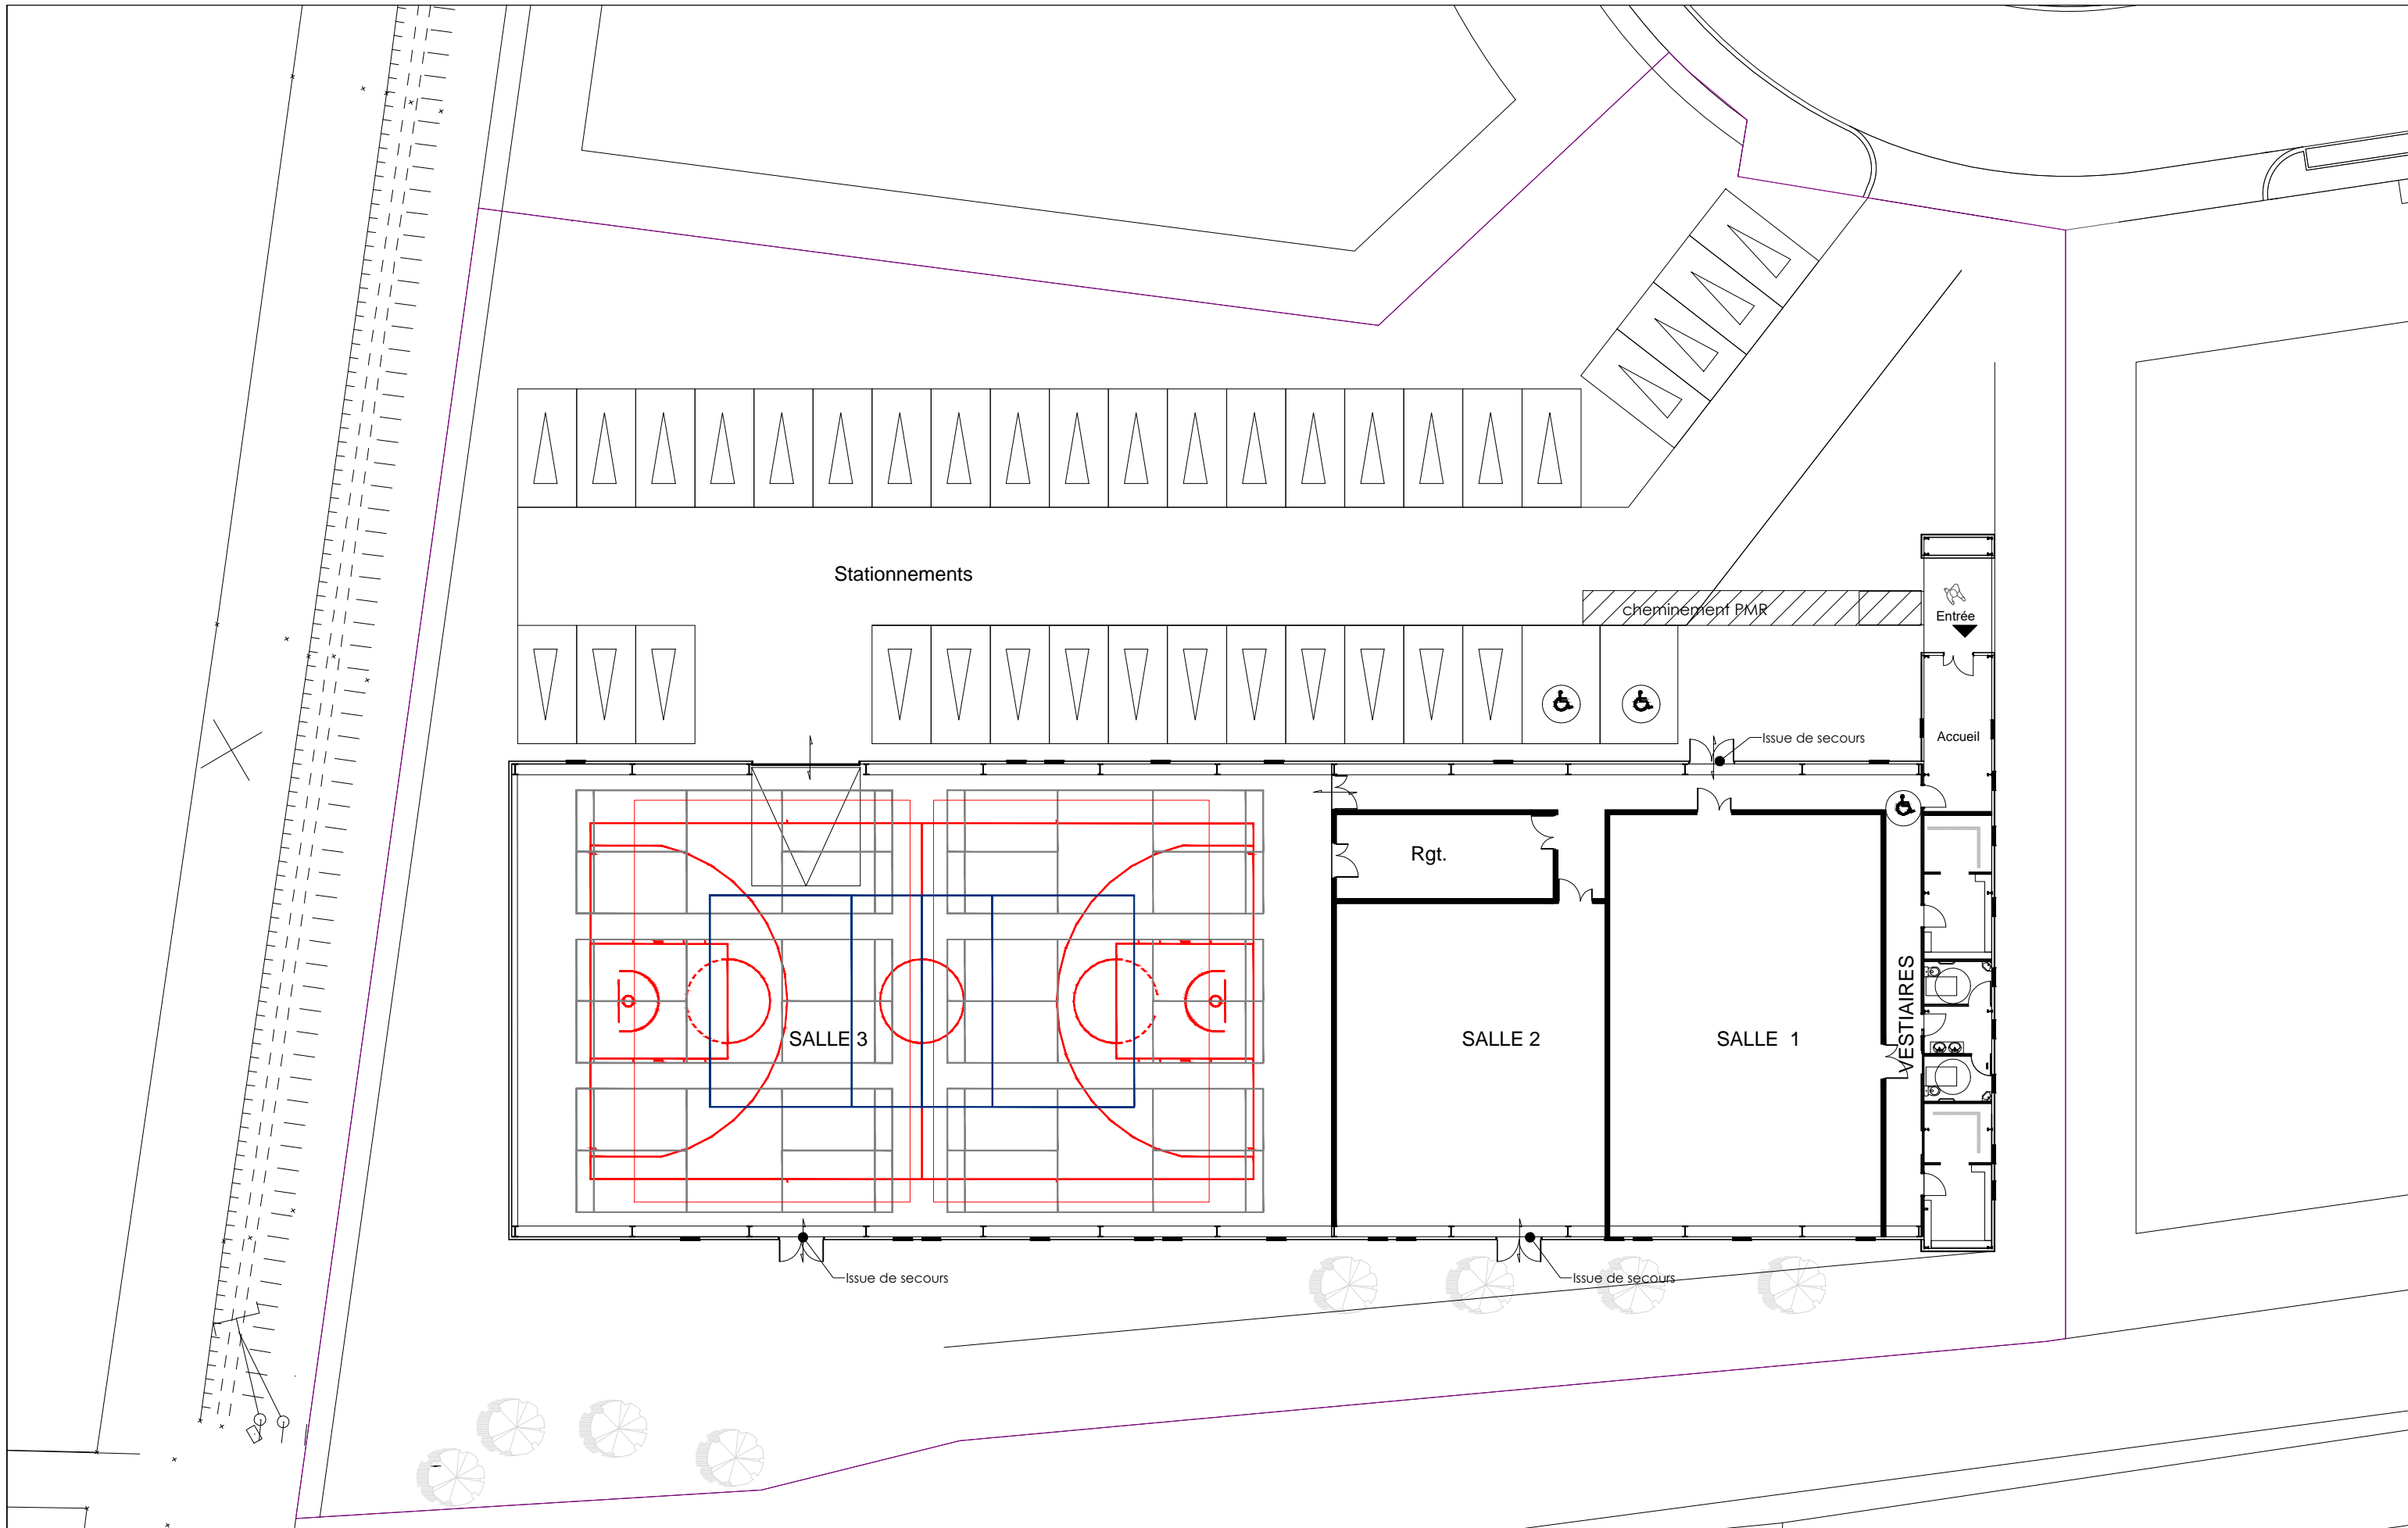 Stationnements
cheminement PMR
Entrée
Issue de secours
Accueil
Rgt.
VESTIAIRES
SALLE 3
SALLE 2
SALLE 1
Issue de secours
Issue de secours